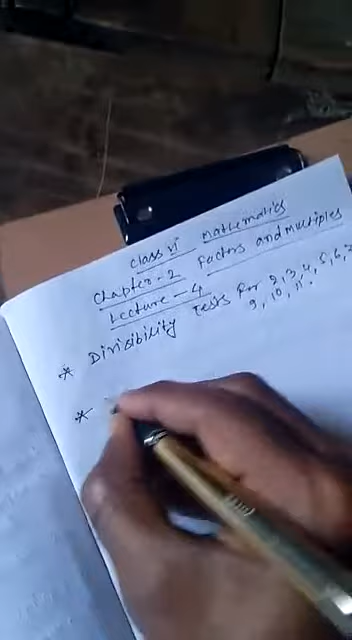 Class VI Mathematics
Chapter-2 Factors and Multiples
Lecture - 4
* Divisibility Tests For 2,3,4,5,6,
9, 10, 11.
*